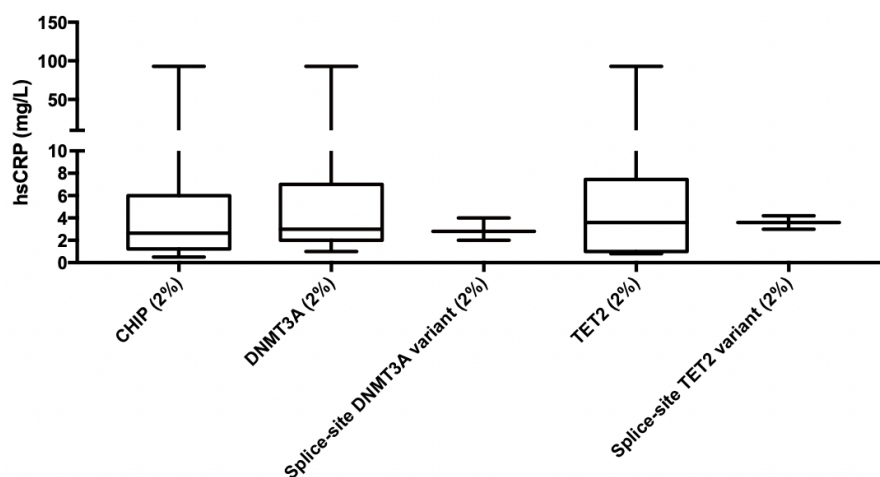 150
100
50
10
8
6
4
2
0
hsCRP (mg/L)
CHIP (2%)
DNMT3A (2%)
Splice-site DNMT3A variant (2%)
TET2 (2%)
Splice-site TET2 variant (2%)